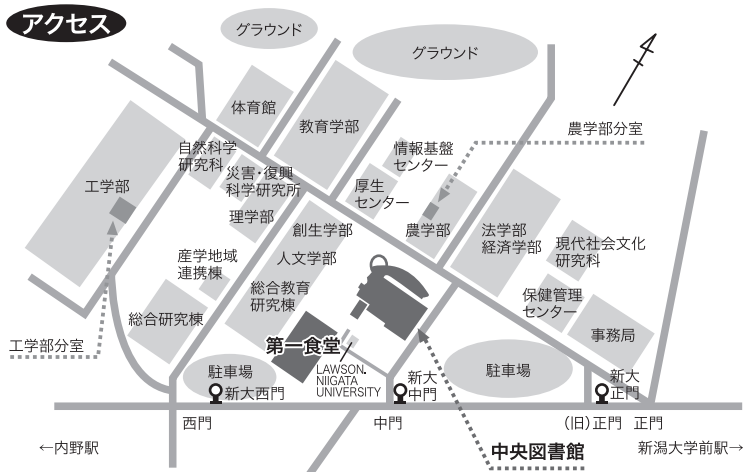 アクセス
グラウンド
グラウンド
体育館
教育学部
農学部分室
情報基盤
センター
自然科学
研究科
災害・復興
科学研究所
厚生
センター
工学部
理学部
創生学部
農学部
法学部
経済学部
現代社会文化
研究科
人文学部
産学地域
連携棟
総合教育
研究棟
保健管理
センター
総合研究棟
事務局
工学部分室
第一食堂
LAWSON.
NIIGATA
UNIVERSITY
駐車場
新大西門
新大
中門
駐車場
新大
正門
西門
中門
(旧)正門
正門
←内野駅
中央図書館
新潟大学前駅→